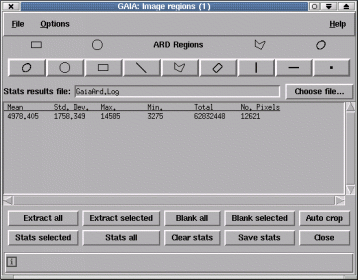 GAIA: Image regions (1)
File Options Help
ARD Regions
Stats results file: GaiaArd.Log Choose file...
Mean Std. Dev. Max. Min. Total No. Pixels
4978.405 1758.349 14585 3275 62832448 12621
Extract all Extract selected Blank all Blank selected Auto crop
Stats selected Stats all Clear stats Save stats Close